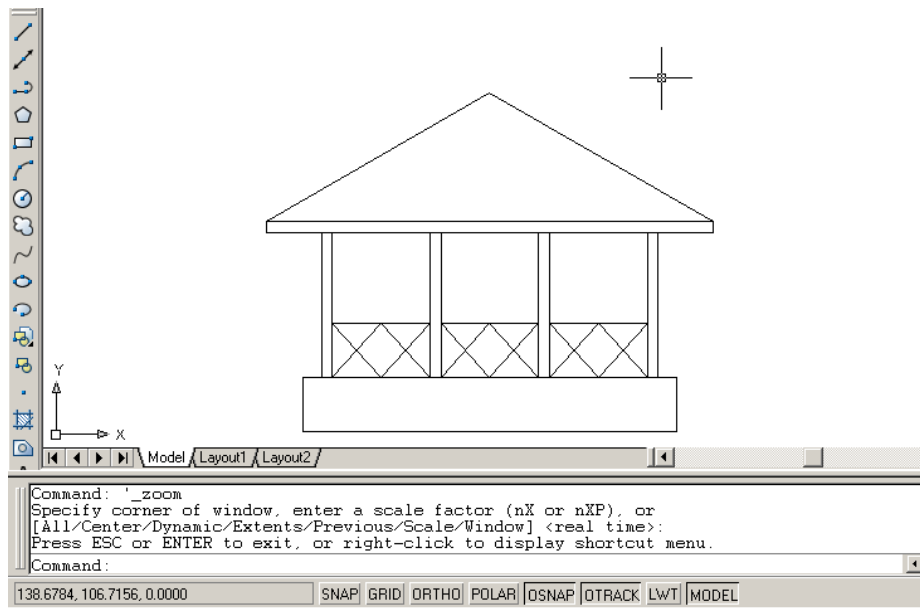 Y
X
Model Layout1 Layout2
Command: '_zoom
Specify corner of window, enter a scale factor (nX or nXP), or
[All/Center/Dynamic/Extents/Previous/Scale/Window] <real time>:
Press ESC or ENTER to exit, or right-click to display shortcut menu.
Command:
138.6784, 106.7156, 0.0000 SNAP GRID ORTHO POLAR OSNAP OTRACK LWT MODEL